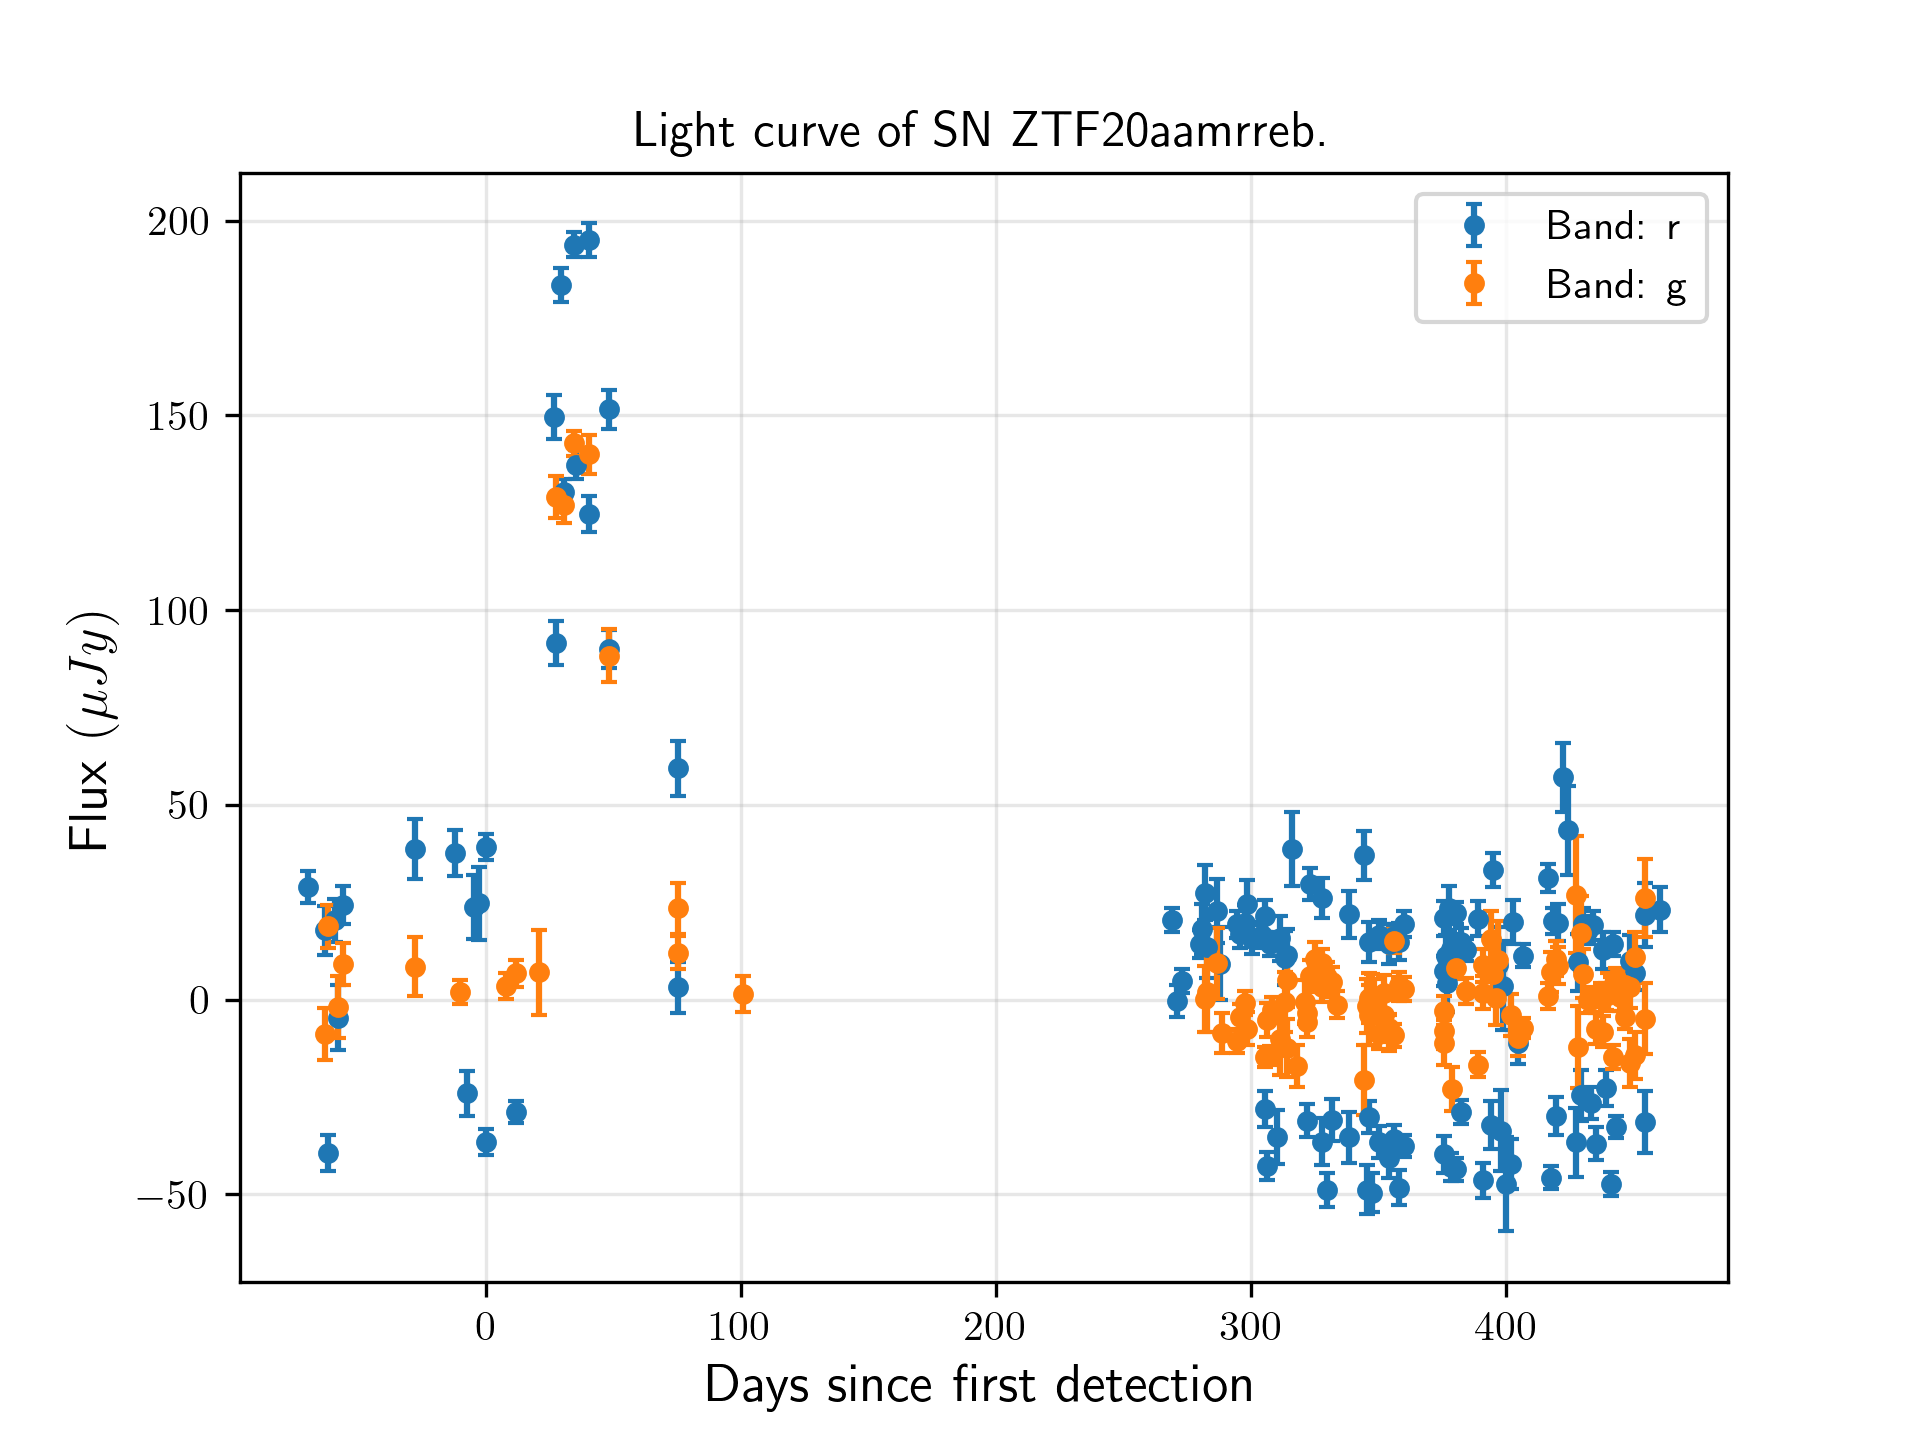 Light curve of SN ZTF20aamrreb.
Band: r
Band: g
200
150
100
50
0
−50
Flux (μJy)
0 100 200 300 400
Days since first detection